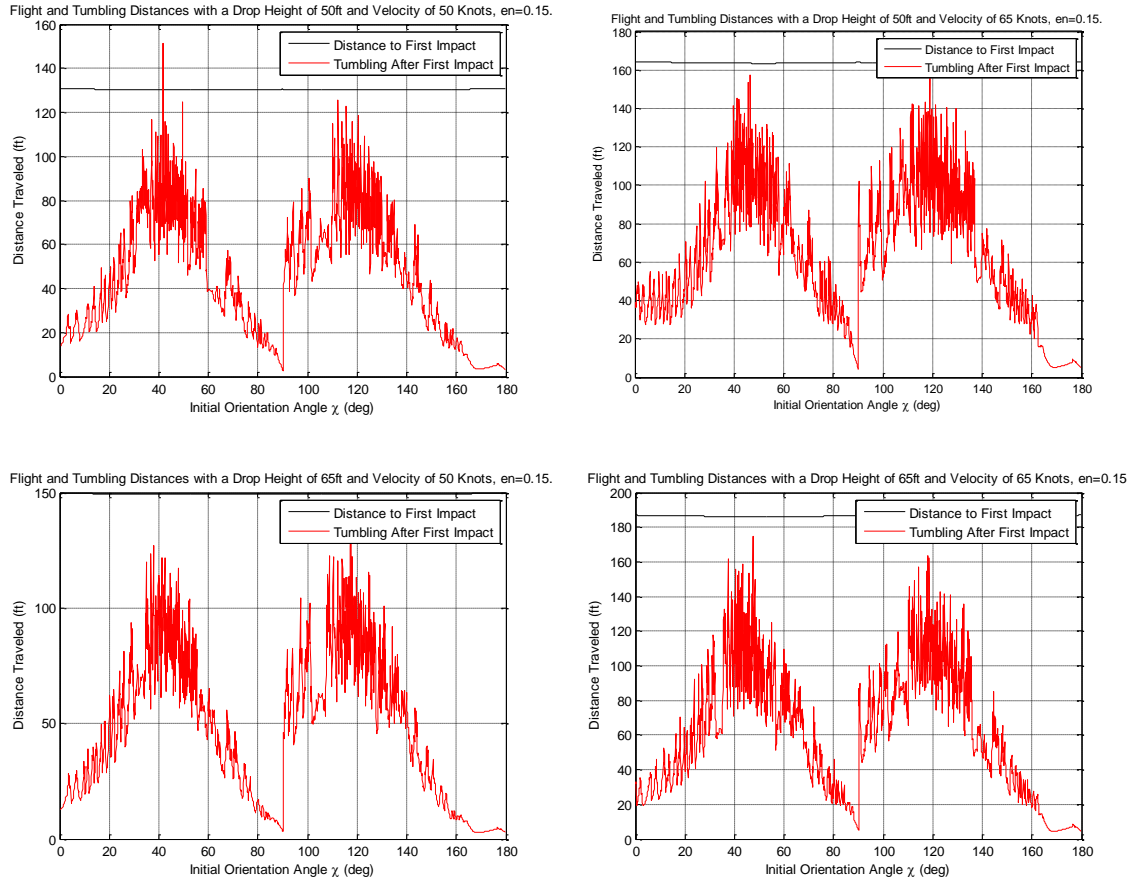 Flight and Tumbling Distances with a Drop Height of 50ft and Velocity of 50 Knots, en=0.15.
160
140
120
100
80
60
40
20
0
Distance Traveled (ft)
Distance to First Impact
Tumbling After First Impact
0 20 40 60 80 100 120 140 160 180
Initial Orientation Angle χ (deg)
Flight and Tumbling Distances with a Drop Height of 50ft and Velocity of 65 Knots, en=0.15.
180
160
140
120
100
80
60
40
20
0
Distance Traveled (ft)
Distance to First Impact
Tumbling After First Impact
0 20 40 60 80 100 120 140 160 180
Initial Orientation Angle χ (deg)
Flight and Tumbling Distances with a Drop Height of 65ft and Velocity of 50 Knots, en=0.15.
150
100
50
0
Distance Traveled (ft)
Distance to First Impact
Tumbling After First Impact
0 20 40 60 80 100 120 140 160 180
Initial Orientation Angle χ (deg)
Flight and Tumbling Distances with a Drop Height of 65ft and Velocity of 65 Knots, en=0.15
200
180
160
140
120
100
80
60
40
20
0
Distance Traveled (ft)
Distance to First Impact
Tumbling After First Impact
0 20 40 60 80 100 120 140 160 180
Initial Orientation Angle χ (deg)